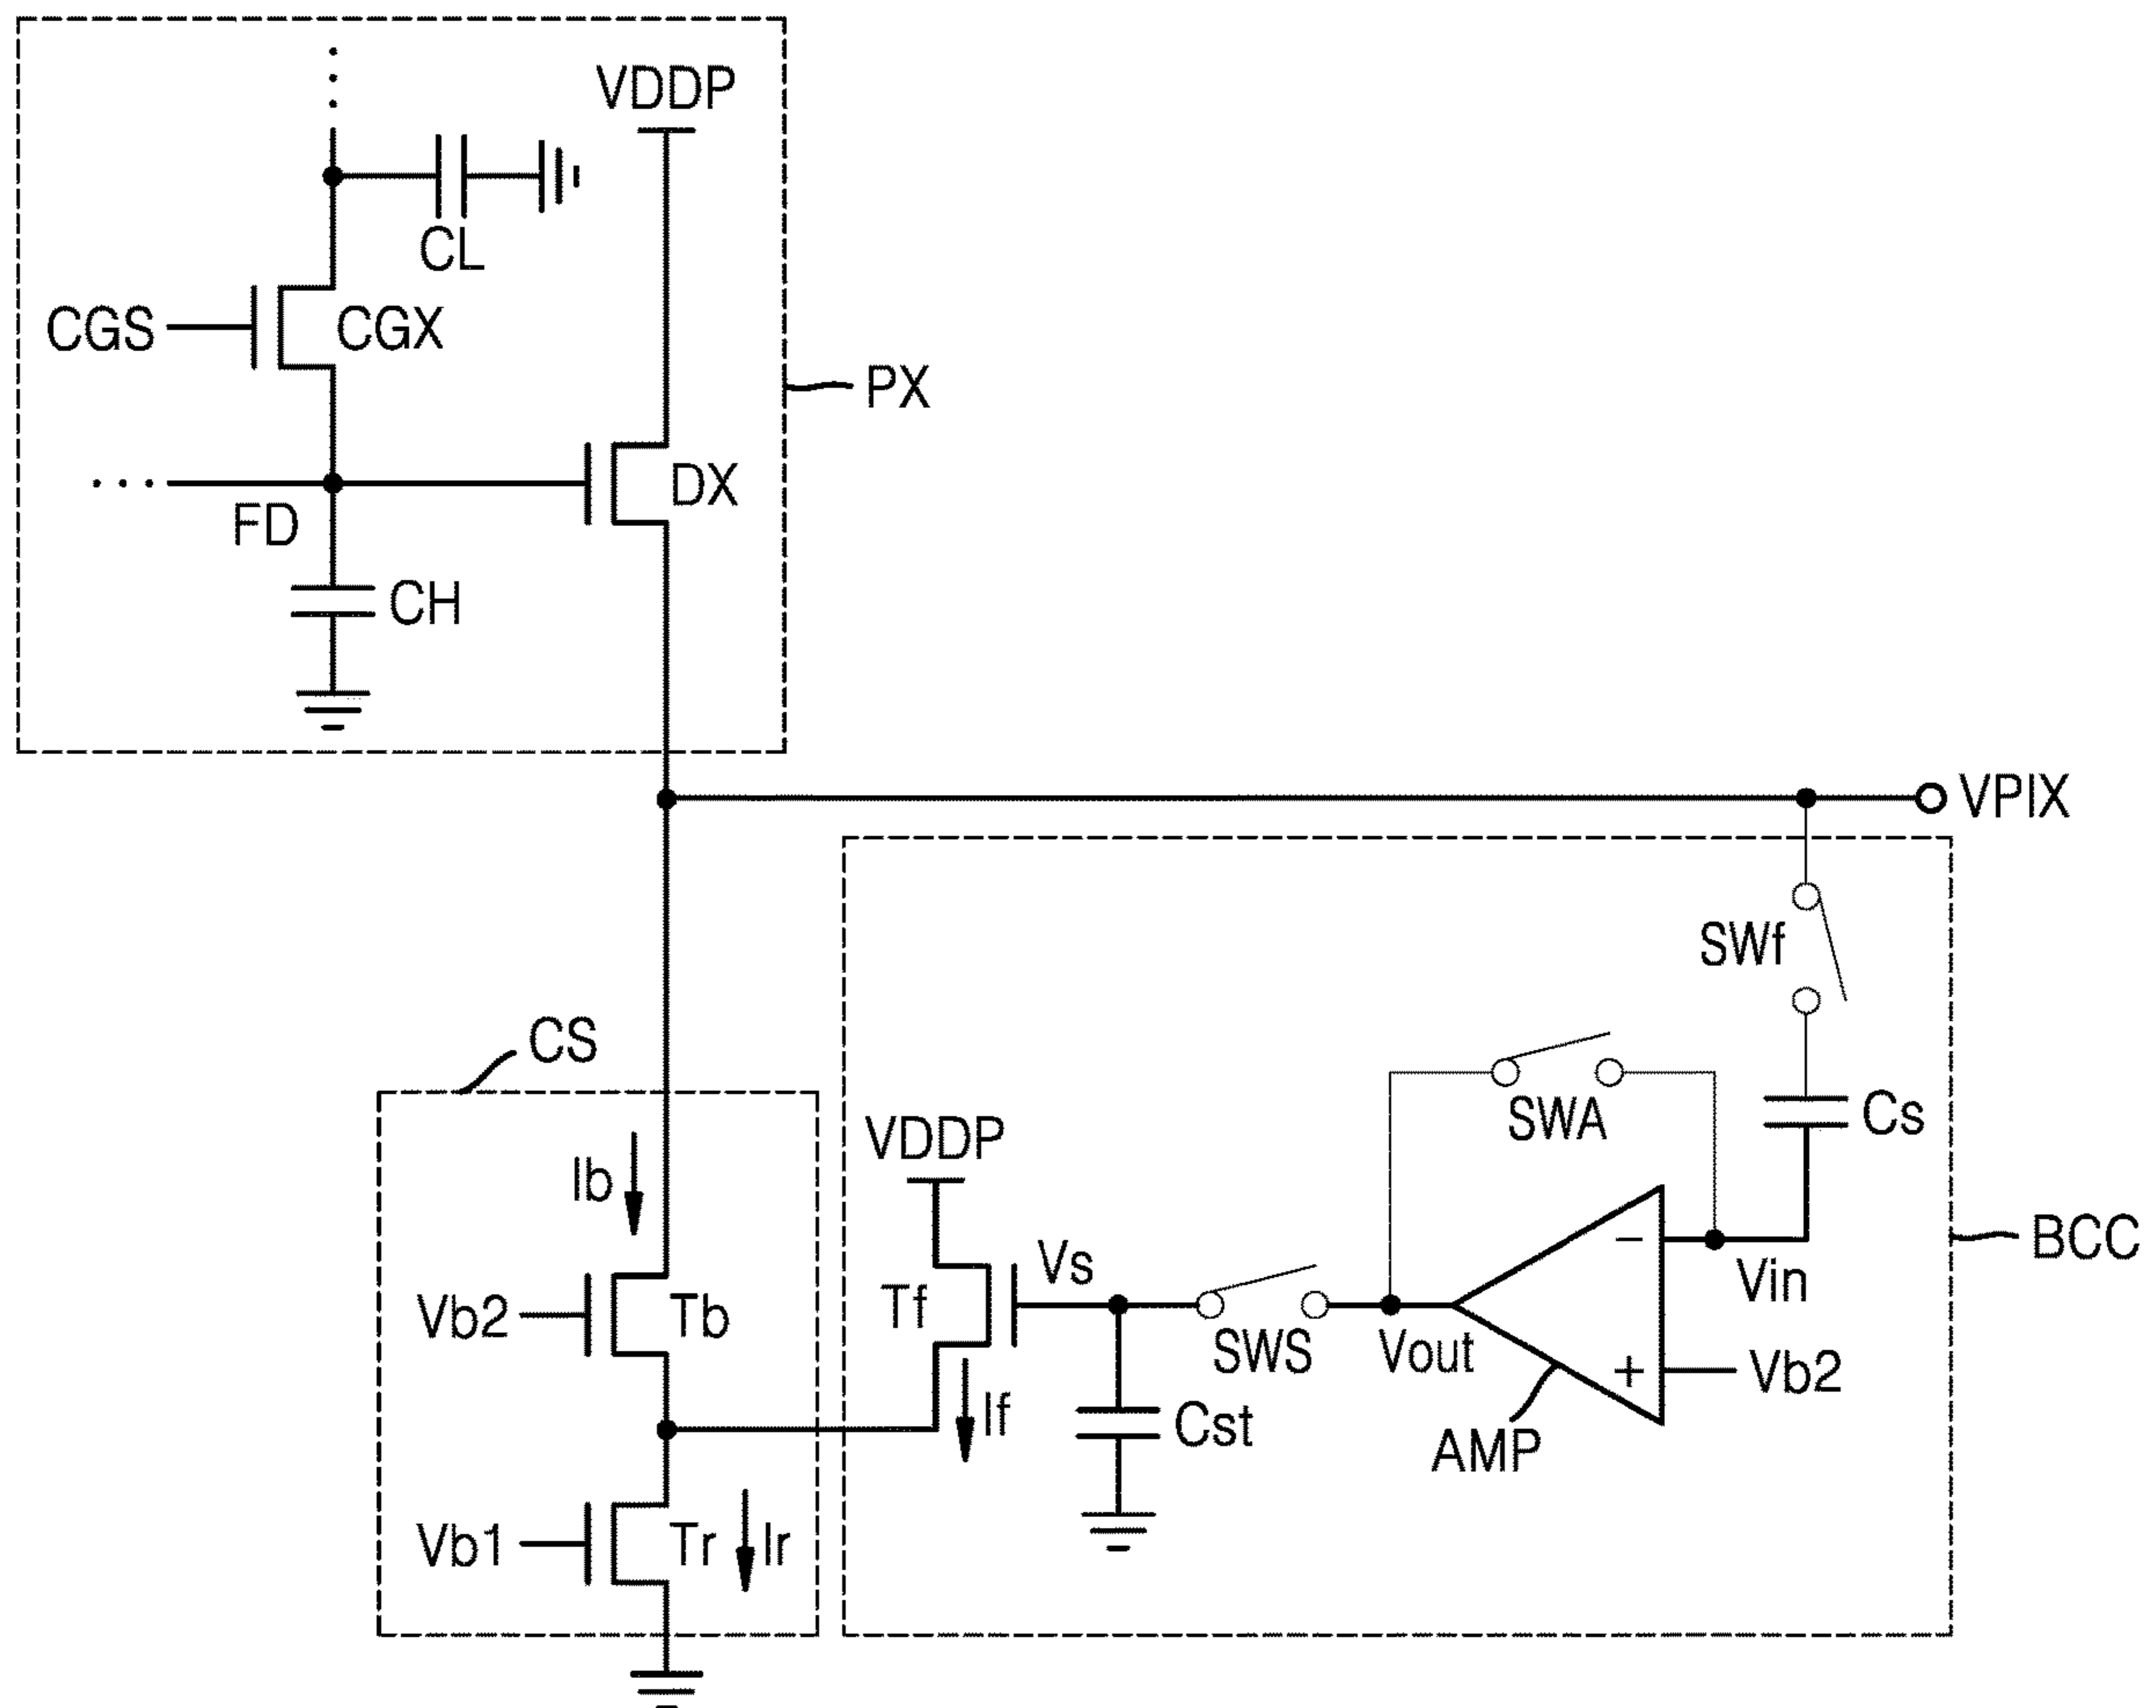 VDDP
CL
CGS
CGX
PX
DX
FD
CH
VPIX
SWf
CS
Cs
SWA
VDDP
Ib
BCC
Vs
Vin
Tf
Vb2
Tb
SWS
Vout
Vb2
If
Cst
AMP
Vb1
Tr
Ir